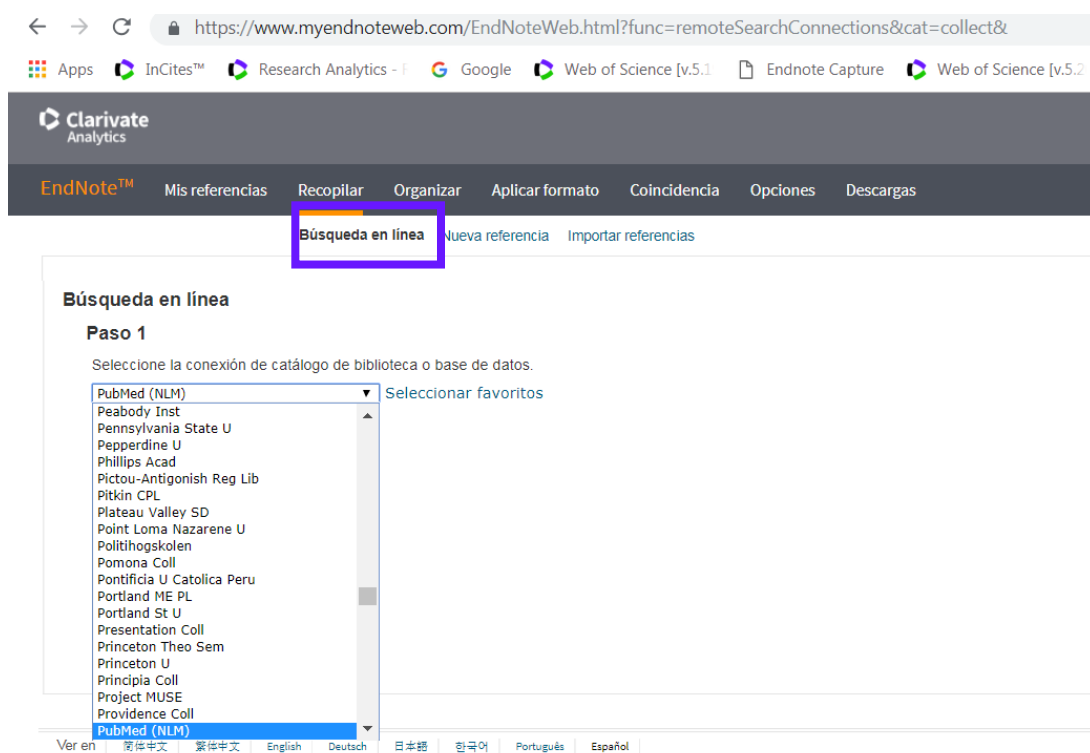 https://www.myendnoteweb.com/EndNoteWeb.html?func=remoteSearchConnections&cat=collect&
Apps InCites™ Research Analytics - Google Web of Science [v.5.1 Endnote Capture Web of Science [v.5.2
Clarivate
Analytics
EndNote™ Mis referencias Recopilar Organizar Aplicar formato Coincidencia Opciones Descargas
Búsqueda en línea Nueva referencia Importar referencias
Búsqueda en línea
Paso 1
Seleccione la conexión de catálogo de biblioteca o base de datos.
PubMed (NLM) Seleccionar favoritos
Peabody Inst
Pennsylvania State U
Pepperdine U
Phillips Acad
Pictou-Antigonish Reg Lib
Pitkin CPL
Plateau Valley SD
Point Loma Nazarene U
Politihogskolen
Pomona Coll
Pontificia U Catolica Peru
Portland ME PL
Portland St U
Presentation Coll
Princeton Theo Sem
Princeton U
Principia Coll
Project MUSE
Providence Coll
PubMed (NLM)
Ver en 简体中文 繁体中文 English Deutsch 日本語 한국어 Português Español